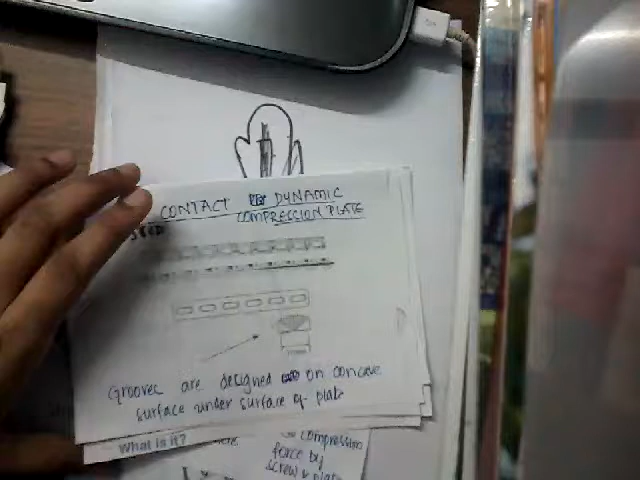 CONTACT DYNAMIC
COMPRESSION PLATE
Grooves are designed on concave
surface under surface of plate
What is it?
compression
force by
screw